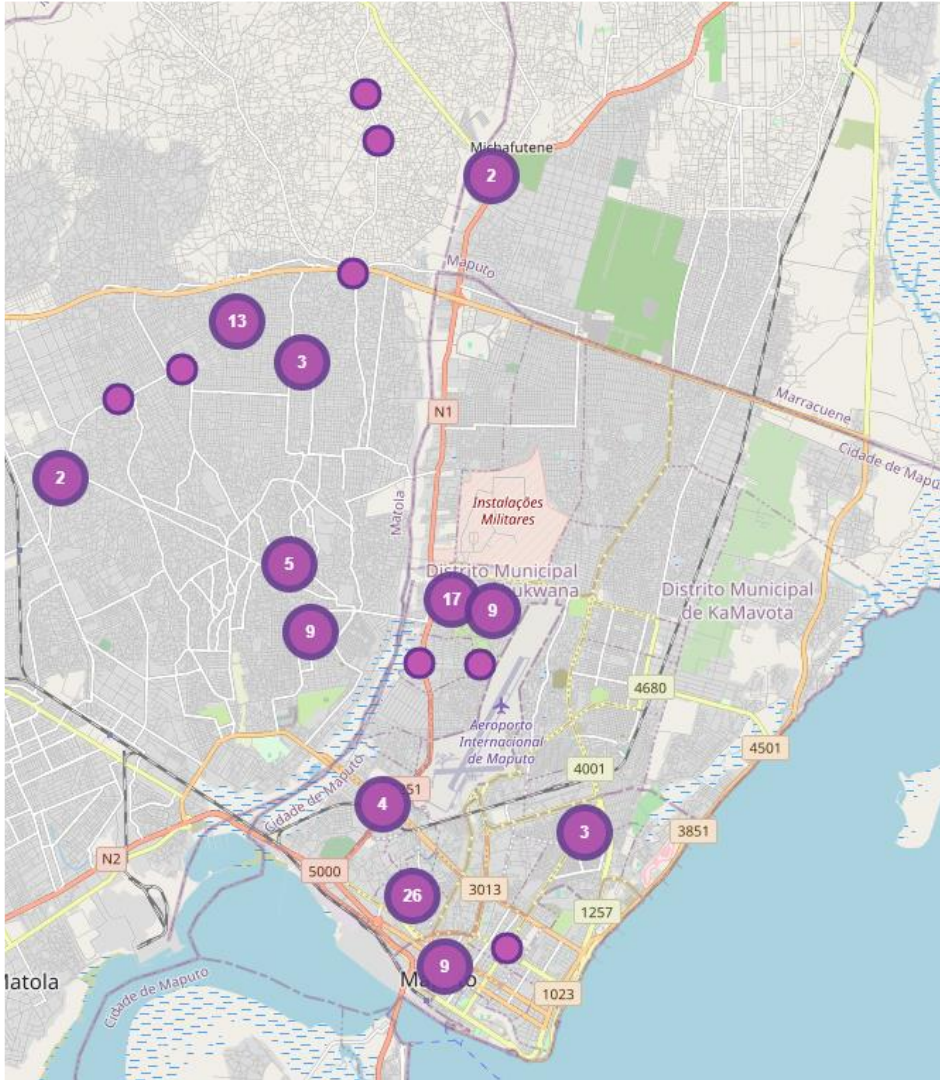 Michafutene
2
Maputo
13
3
Marracuene
Cidade de Maputo
N1
2
Matola
Instalações
Militares
5
Distrito Municipal
17
9
Distrito Municipal
de KaMavota
9
4680
Aeroporto
Internacional
de Maputo
4501
4001
4
Cidade de Maputo
3
3851
N2
5000
26
3013
1257
9
Matola
Cidade de Maputo
1023